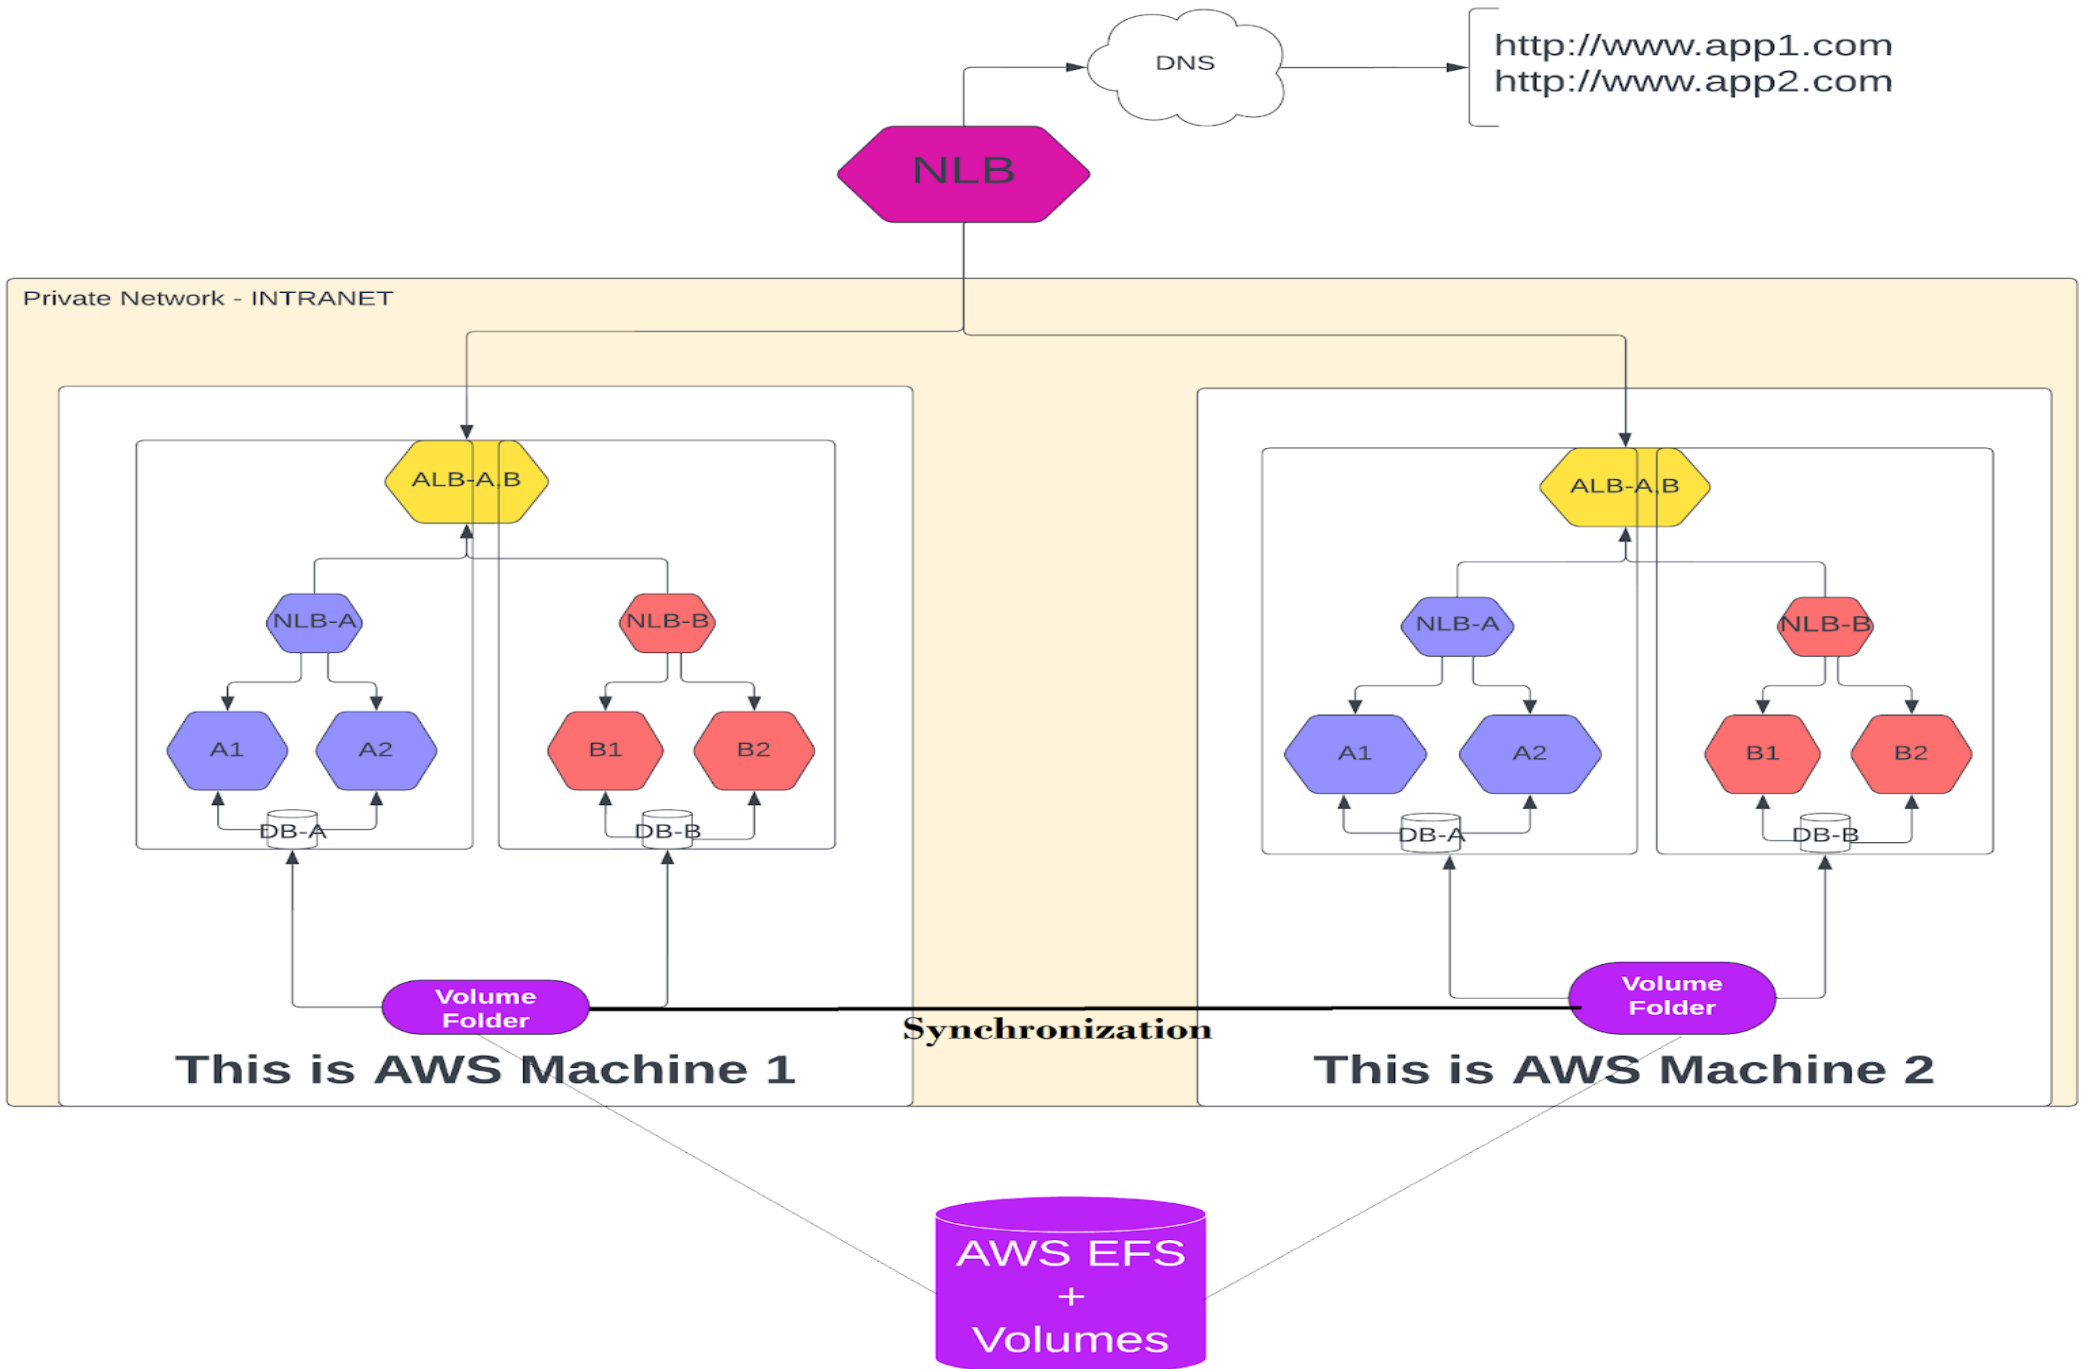 DNS
http://www.app1.com
http://www.app2.com
NLB
Private Network - INTRANET
ALB-A,B
NLB-A
NLB-B
A1
A2
B1
B2
DB-A
DB-B
Volume
Folder
This is AWS Machine 1
ALB-A,B
NLB-A
NLB-B
A1
A2
B1
B2
DB-A
DB-B
Volume
Folder
This is AWS Machine 2
Synchronization
AWS EFS
+
Volumes